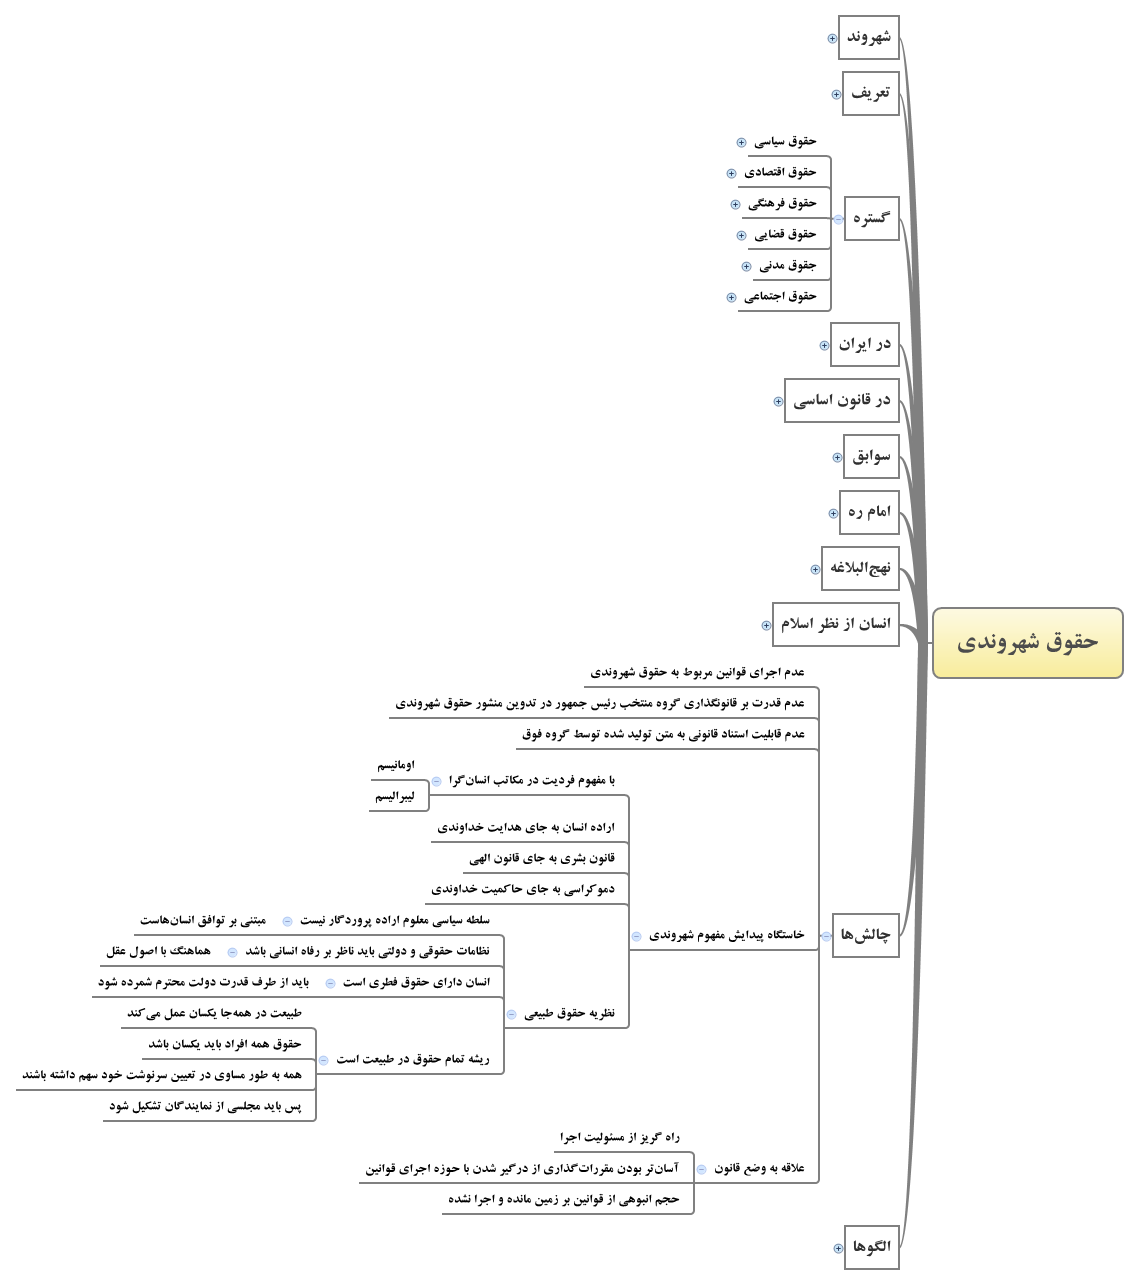 حقوق شهروندی
شهروند
تعریف
گستره
حقوق سیاسی
حقوق اقتصادی
حقوق فرهنگی
حقوق قضایی
جقوق مدنی
حقوق اجتماعی
در ایران
در قانون اساسی
سوابق
امام ره
نهج‌البلاغه
انسان از نظر اسلام
چالش‌ها
عدم اجرای قوانین مربوط به حقوق شهروندی
عدم قدرت بر قانونگذاری گروه منتخب رئیس جمهور در تدوین منشور حقوق شهروندی
عدم قابلیت استناد قانونی به متن تولید شده توسط گروه فوق
خاستگاه پیدایش مفهوم شهروندی
با مفهوم فردیت در مکاتب انسان‌گرا
اومانیسم
لیبرالیسم
اراده انسان به جای هدایت خداوندی
قانون بشری به جای قانون الهی
دموکراسی به جای حاکمیت خداوندی
نظریه حقوق طبیعی
سلطه سیاسی معلوم اراده پروردگار نیست
مبتنی بر توافق انسان‌هاست
نظامات حقوقی و دولتی باید ناظر بر رفاه انسانی باشد
هماهنگ با اصول عقل
انسان دارای حقوق فطری است
باید از طرف قدرت دولت محترم شمرده شود
ریشه تمام حقوق در طبیعت است
طبیعت در همه‌جا یکسان عمل می‌کند
حقوق همه افراد باید یکسان باشد
همه به طور مساوی در تعیین سرنوشت خود سهم داشته باشند
پس باید مجلسی از نمایندگان تشکیل شود
علاقه به وضع قانون
راه گریز از مسئولیت اجرا
آسان‌تر بودن مقررات‌گذاری از درگیر شدن با حوزه اجرای قوانین
حجم انبوهی از قوانین بر زمین مانده و اجرا نشده
الگوها